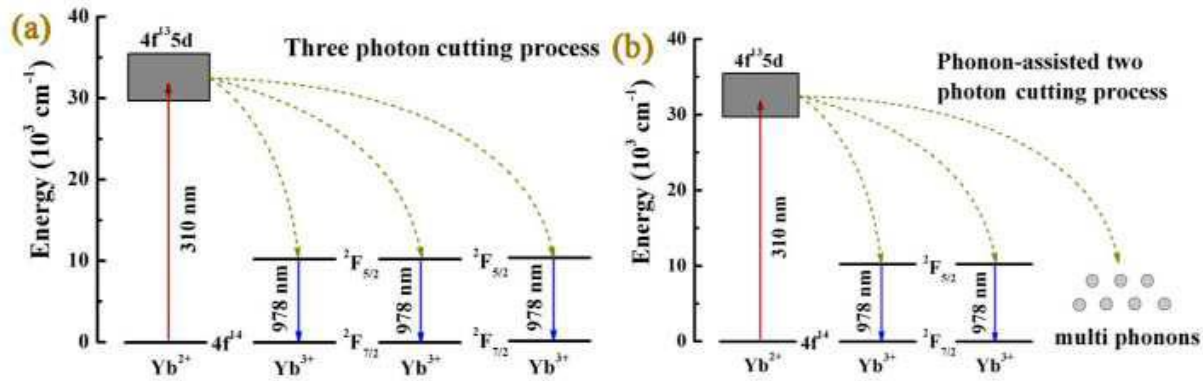 (a)
Three photon cutting process
Energy (10³ cm⁻¹)
40
30
20
10
0
4f¹³5d
310 nm
4f¹⁴
²F₅/₂ ²F₅/₂
978 nm 978 nm 978 nm
²F₇/₂ ²F₇/₂
Yb²⁺ Yb³⁺ Yb³⁺ Yb³⁺
(b)
Phonon-assisted two
photon cutting process
Energy (10³ cm⁻¹)
40
30
20
10
0
4f¹³5d
310 nm
4f¹⁴
²F₅/₂
978 nm 978 nm
²F₇/₂
multi phonons
Yb²⁺ Yb³⁺ Yb³⁺